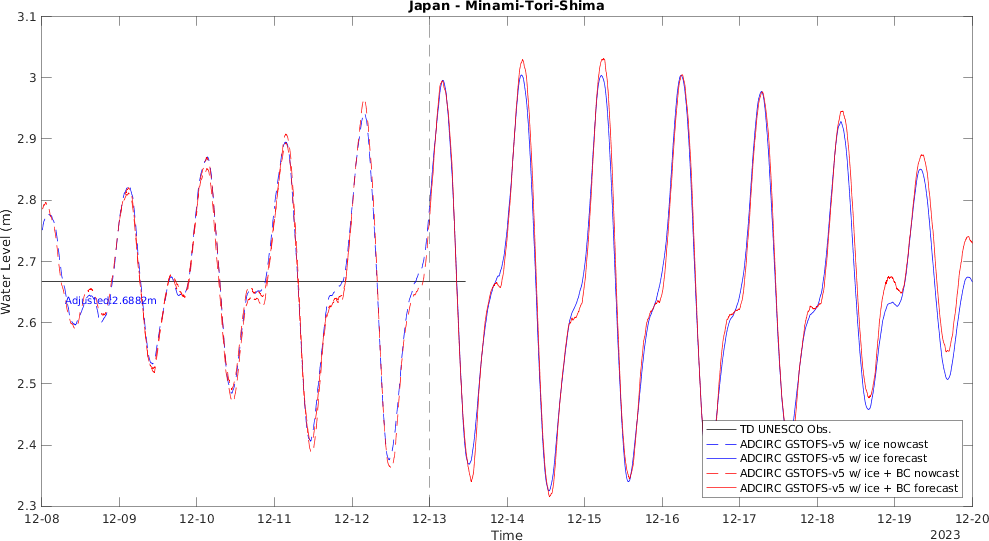 Japan - Minami-Tori-Shima
3.1
3
2.9
2.8
2.7
2.6
2.5
2.4
2.3
Water Level (m)
Adjusted 2.6882m
TD UNESCO Obs.
ADCIRC GSTOFS-v5 w/ ice nowcast
ADCIRC GSTOFS-v5 w/ ice forecast
ADCIRC GSTOFS-v5 w/ ice + BC nowcast
ADCIRC GSTOFS-v5 w/ ice + BC forecast
12-08 12-09 12-10 12-11 12-12 12-13 12-14 12-15 12-16 12-17 12-18 12-19 12-20
Time
2023